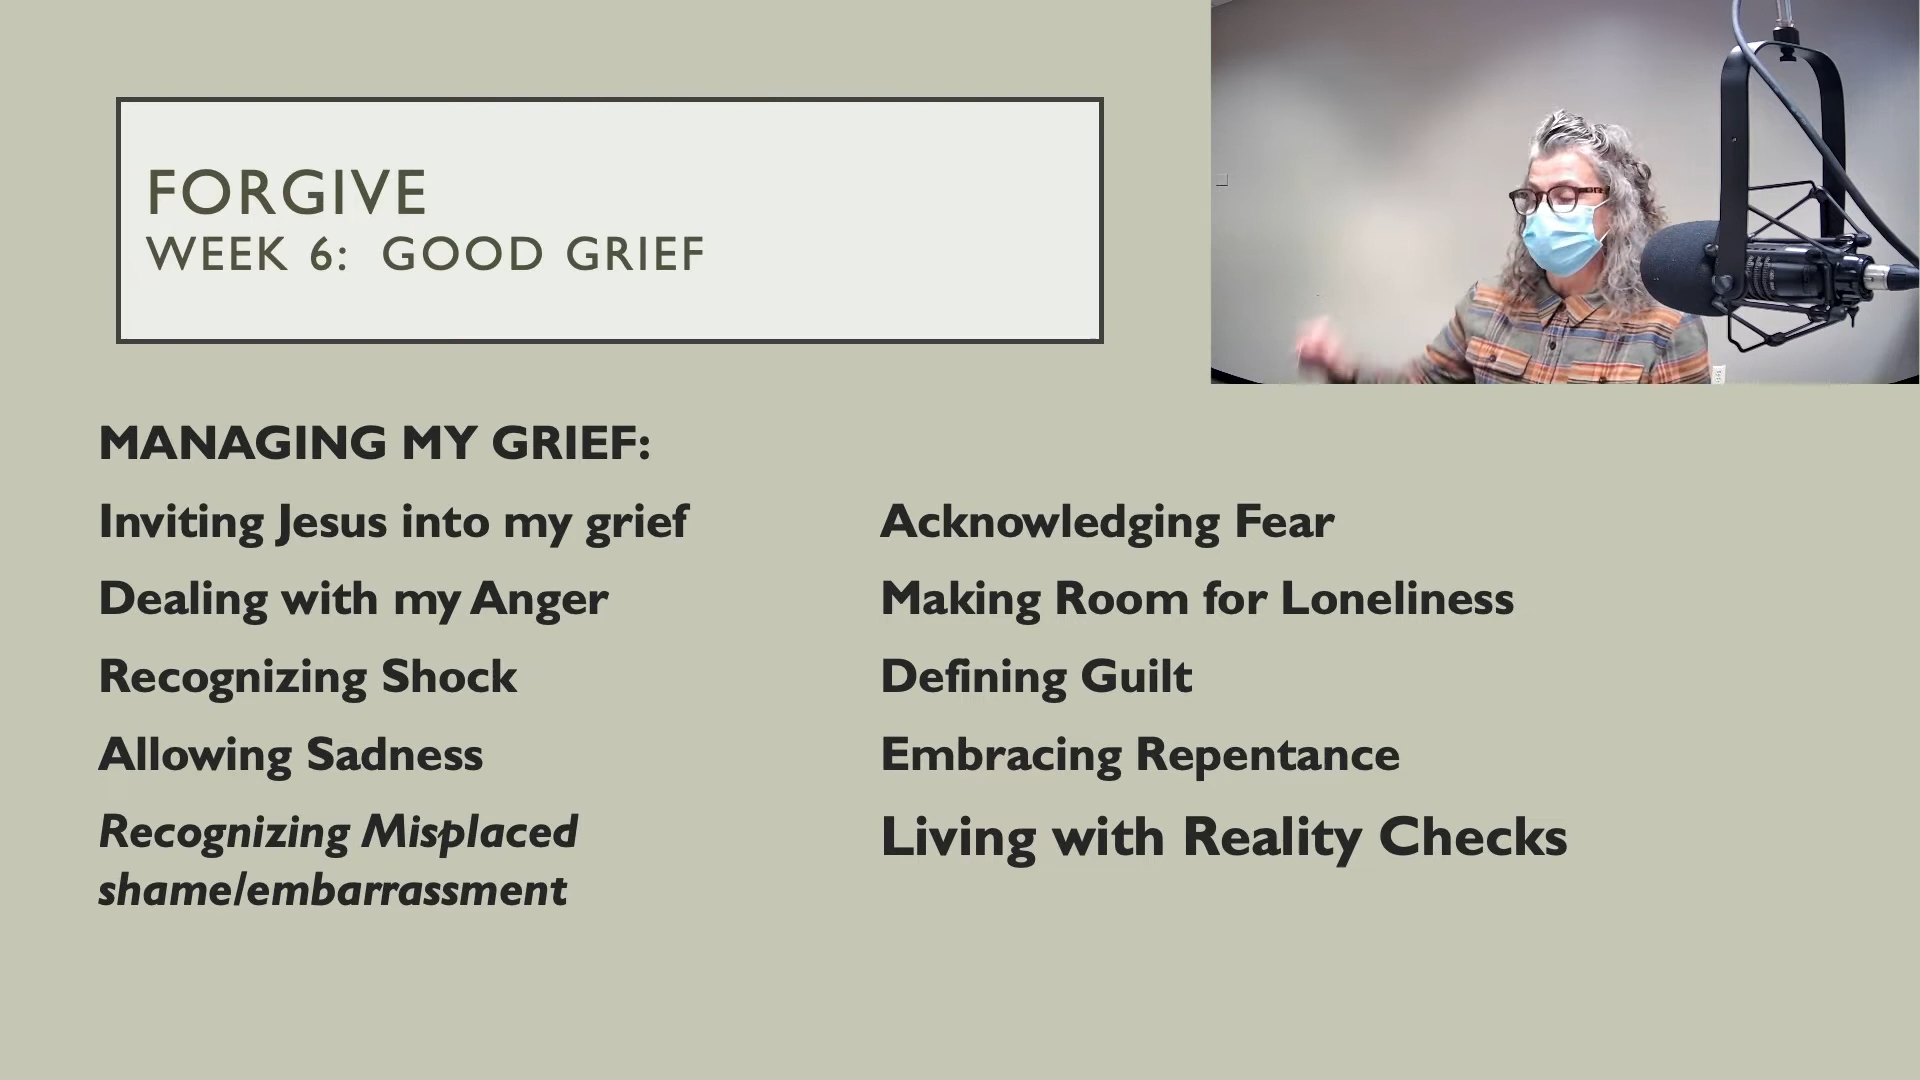 FORGIVE
WEEK 6: GOOD GRIEF
MANAGING MY GRIEF:
Inviting Jesus into my grief
Dealing with my Anger
Recognizing Shock
Allowing Sadness
Recognizing Misplaced
shame/embarrassment
Acknowledging Fear
Making Room for Loneliness
Defining Guilt
Embracing Repentance
Living with Reality Checks